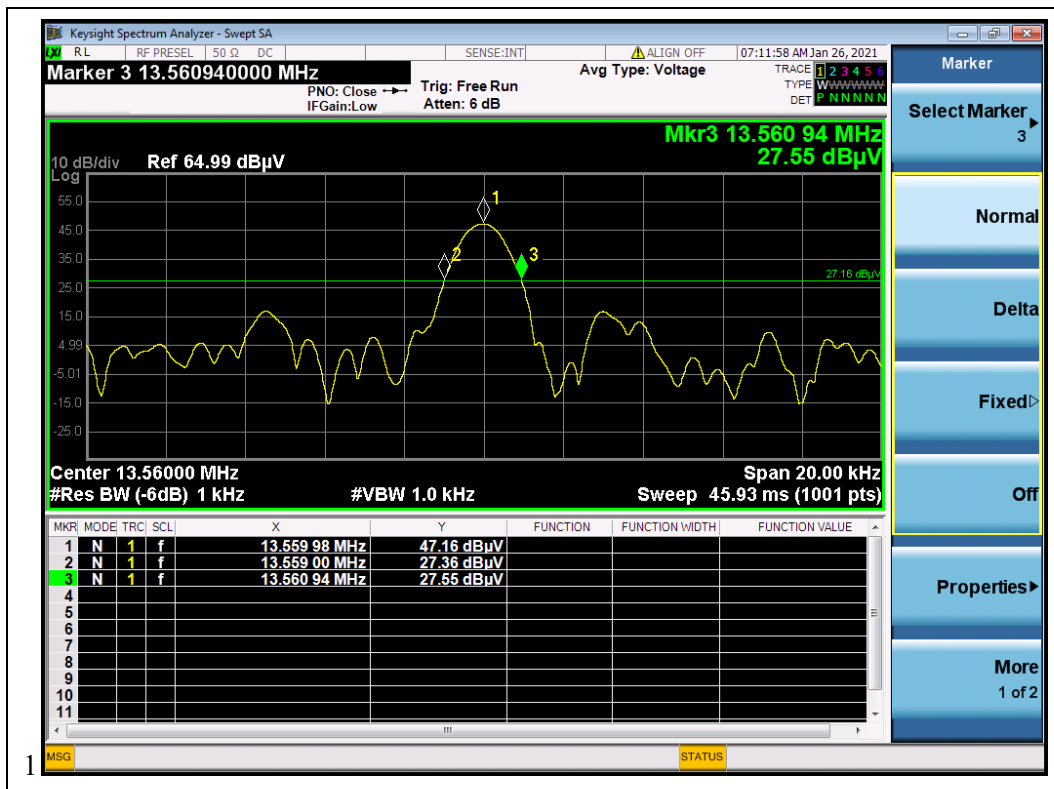 Keysight Spectrum Analyzer - Swept SA
LXI RL RF PRESEL 50 Ω DC SENSE:INT ALIGN OFF 07:11:58 AM Jan 26, 2021
Marker 3 13.560940000 MHz
PNO: Close
IFGain:Low
Trig: Free Run
Atten: 6 dB
Avg Type: Voltage
TRACE 1 2 3 4 5 6
TYPE WWWWWW
DET P N N N N N
Mkr3 13.560 94 MHz
27.55 dBµV
10 dB/div Ref 64.99 dBµV
Log
55.0
45.0
35.0
25.0
15.0
4.99
-5.01
-15.0
-25.0
1
2
3
27.16 dBµV
Center 13.56000 MHz Span 20.00 kHz
#Res BW (-6dB) 1 kHz #VBW 1.0 kHz Sweep 45.93 ms (1001 pts)
MKR MODE TRC SCL X Y FUNCTION FUNCTION WIDTH FUNCTION VALUE
1 N 1 f 13.559 98 MHz 47.16 dBµV
2 N 1 f 13.559 00 MHz 27.36 dBµV
3 N 1 f 13.560 94 MHz 27.55 dBµV
4
5
6
7
8
9
10
11
MSG STATUS
Marker
Select Marker
3
Normal
Delta
Fixed
Off
Properties
More
1 of 2
1